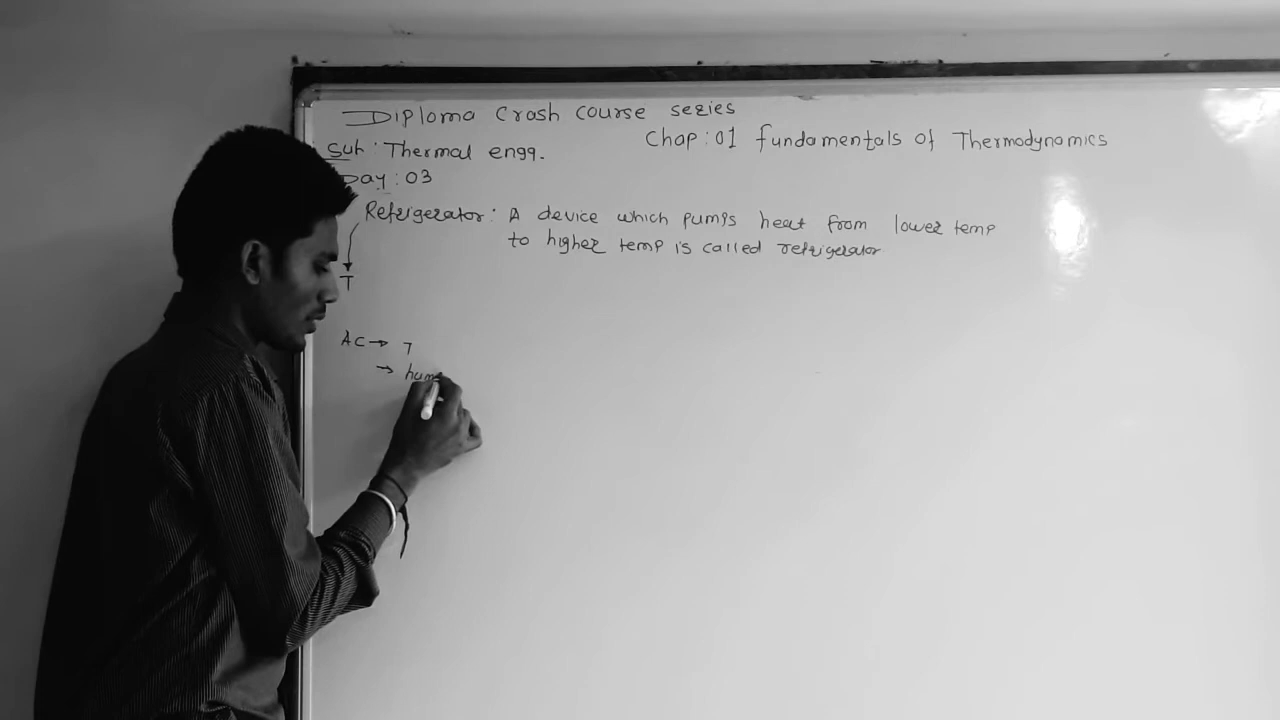 Diploma Crash course series
Sub : Thermal engg.
Chap : 01 fundamentals of Thermodynamics
Day : 03
Refrigerator : A device which pumps heat from lower temp
to higher temp is called refrigerator
T
AC → T
→ hum